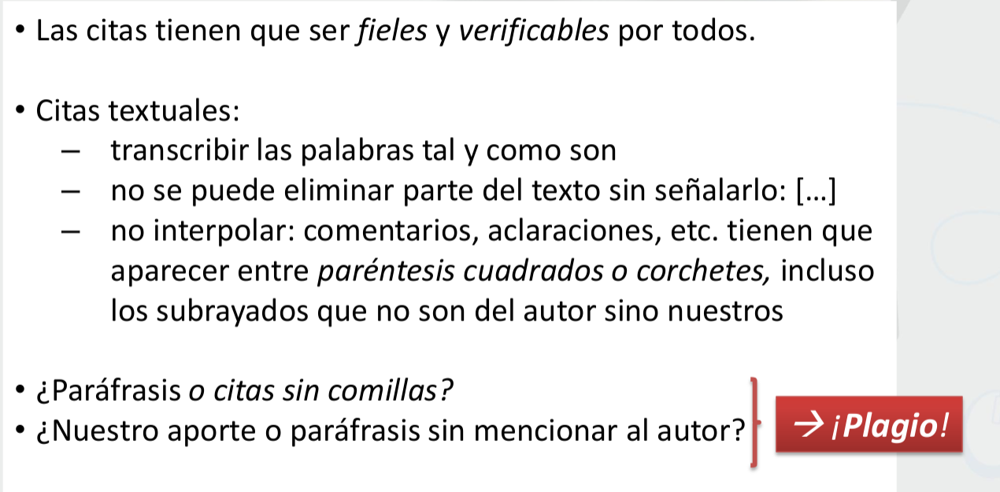 • Las citas tienen que ser fieles y verificables por todos.
• Citas textuales:
– transcribir las palabras tal y como son
– no se puede eliminar parte del texto sin señalarlo: [...]
– no interpolar: comentarios, aclaraciones, etc. tienen que
aparecer entre paréntesis cuadrados o corchetes, incluso
los subrayados que no son del autor sino nuestros
• ¿Paráfrasis o citas sin comillas?
• ¿Nuestro aporte o paráfrasis sin mencionar al autor?
→ ¡Plagio!